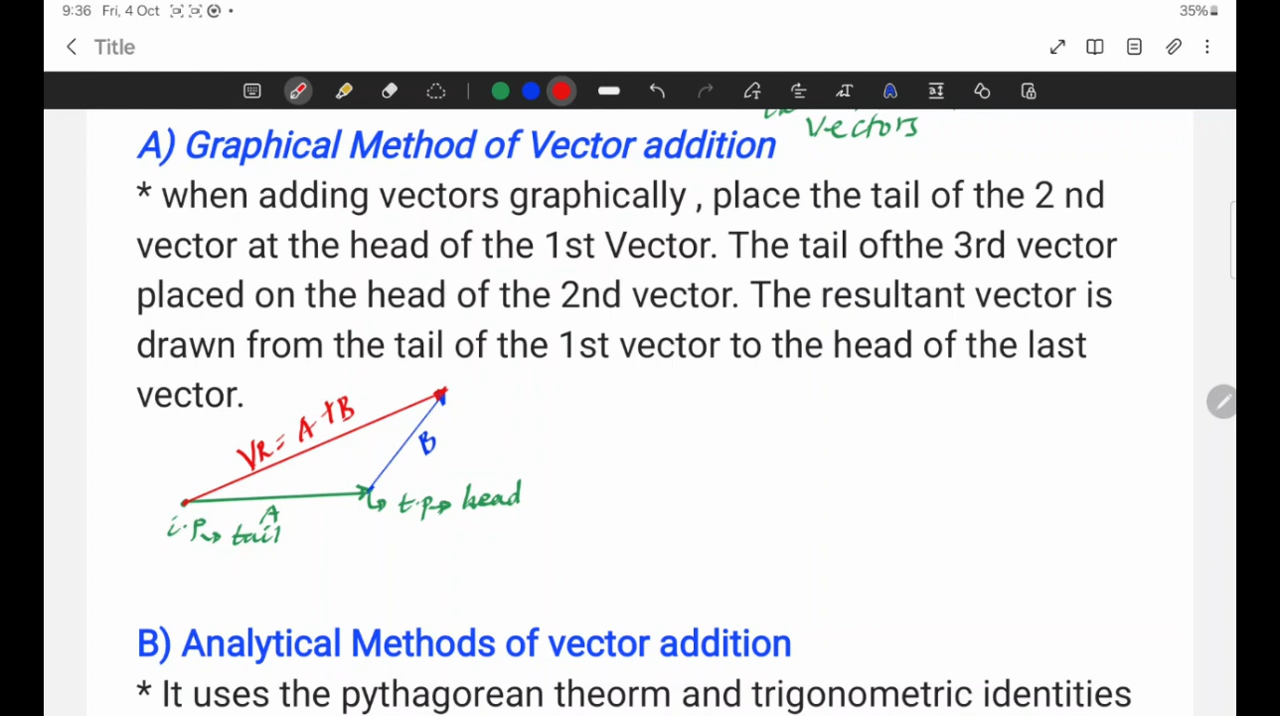 9:36 Fri, 4 Oct
35%
Title
vectors
A) Graphical Method of Vector addition
* when adding vectors graphically , place the tail of the 2 nd
vector at the head of the 1st Vector. The tail ofthe 3rd vector
placed on the head of the 2nd vector. The resultant vector is
drawn from the tail of the 1st vector to the head of the last
vector.
VR = A + B
B
A
t.p→ head
i.p→ tail
B) Analytical Methods of vector addition
* It uses the pythagorean theorm and trigonometric identities